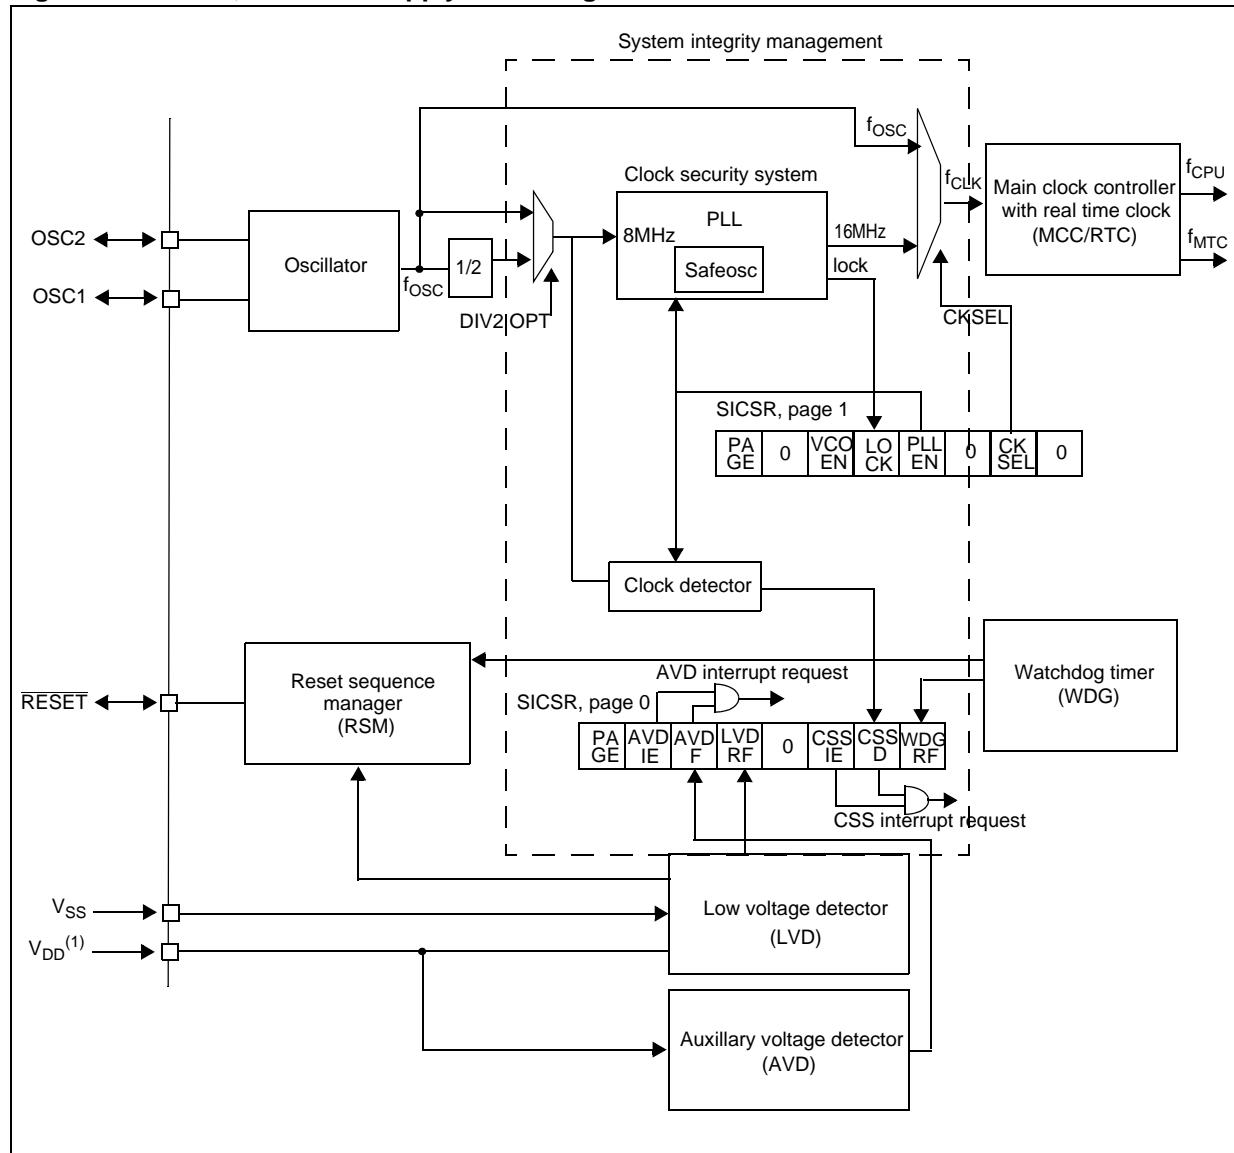 System integrity management
fOSC
Clock security system
fCLK
Main clock controller
with real time clock
(MCC/RTC)
fCPU
fMTC
OSC2
OSC1
Oscillator
fOSC
1/2
DIV2 OPT
8MHz
PLL
Safeosc
16MHz
lock
CKSEL
SICSR, page 1
PA
GE
0
VCO
EN
LO
CK
PLL
EN
0
CK
SEL
0
Clock detector
RESET
Reset sequence
manager
(RSM)
AVD interrupt request
Watchdog timer
(WDG)
SICSR, page 0
PA
GE
AVD
IE
AVD
F
LVD
RF
0
CSS
IE
CSS
D
WDG
RF
CSS interrupt request
VSS
VDD(1)
Low voltage detector
(LVD)
Auxillary voltage detector
(AVD)